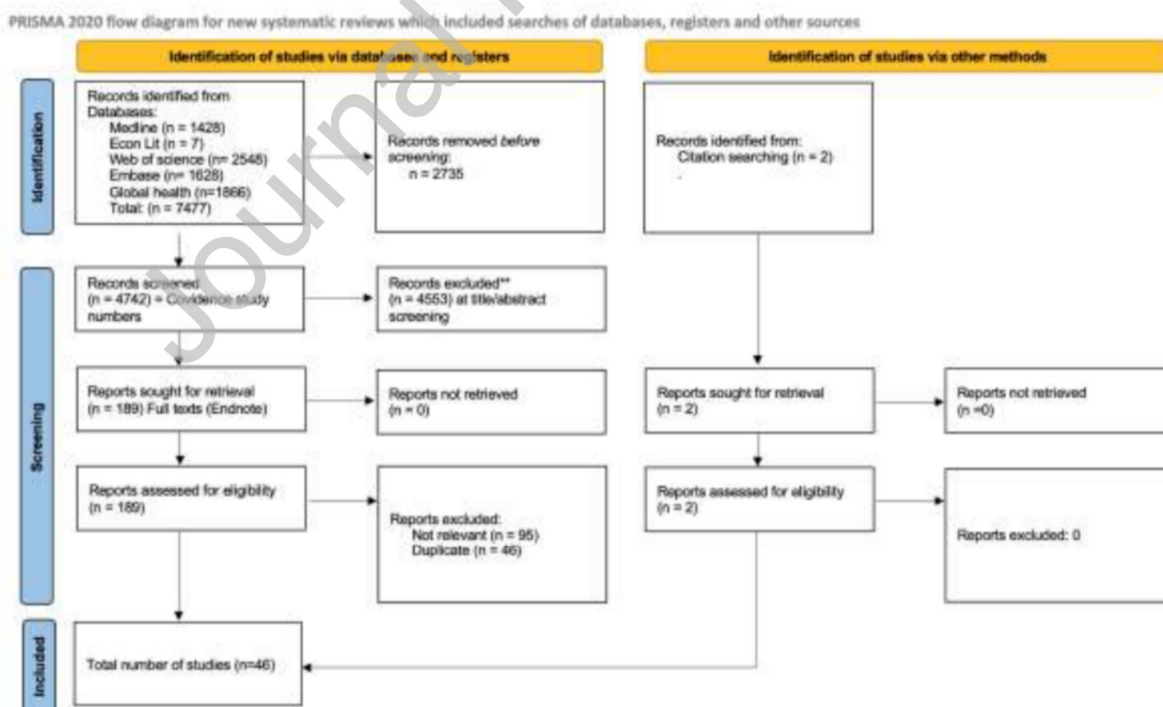 PRISMA 2020 flow diagram for new systematic reviews which included searches of databases, registers and other sources
Identification of studies via databases and registers
Identification of studies via other methods
Identification
Records identified from
Databases:
Medline (n = 1428)
Econ Lit (n = 7)
Web of science (n= 2548)
Embase (n= 1628)
Global health (n=1866)
Total: (n = 7477)
Records removed before
screening:
n = 2735
Records identified from:
Citation searching (n = 2)
.
Screening
Records screened
(n = 4742) = Covidence study
numbers
Records excluded**
(n = 4553) at title/abstract
screening
Reports sought for retrieval
(n = 189) Full texts (Endnote)
Reports not retrieved
(n = 0)
Reports sought for retrieval
(n = 2)
Reports not retrieved
(n =0)
Reports assessed for eligibility
(n = 189)
Reports excluded:
Not relevant (n = 95)
Duplicate (n = 46)
Reports assessed for eligibility
(n = 2)
Reports excluded: 0
Included
Total number of studies (n=46)
Journal